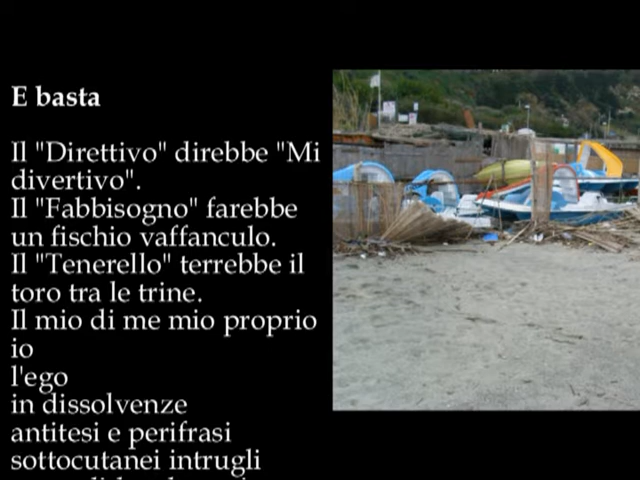 E basta
Il "Direttivo" direbbe "Mi
divertivo".
Il "Fabbisogno" farebbe
un fischio vaffanculo.
Il "Tenerello" terrebbe il
toro tra le trine.
Il mio di me mio proprio
io
l'ego
in dissolvenze
antitesi e perifrasi
sottocutanei intrugli